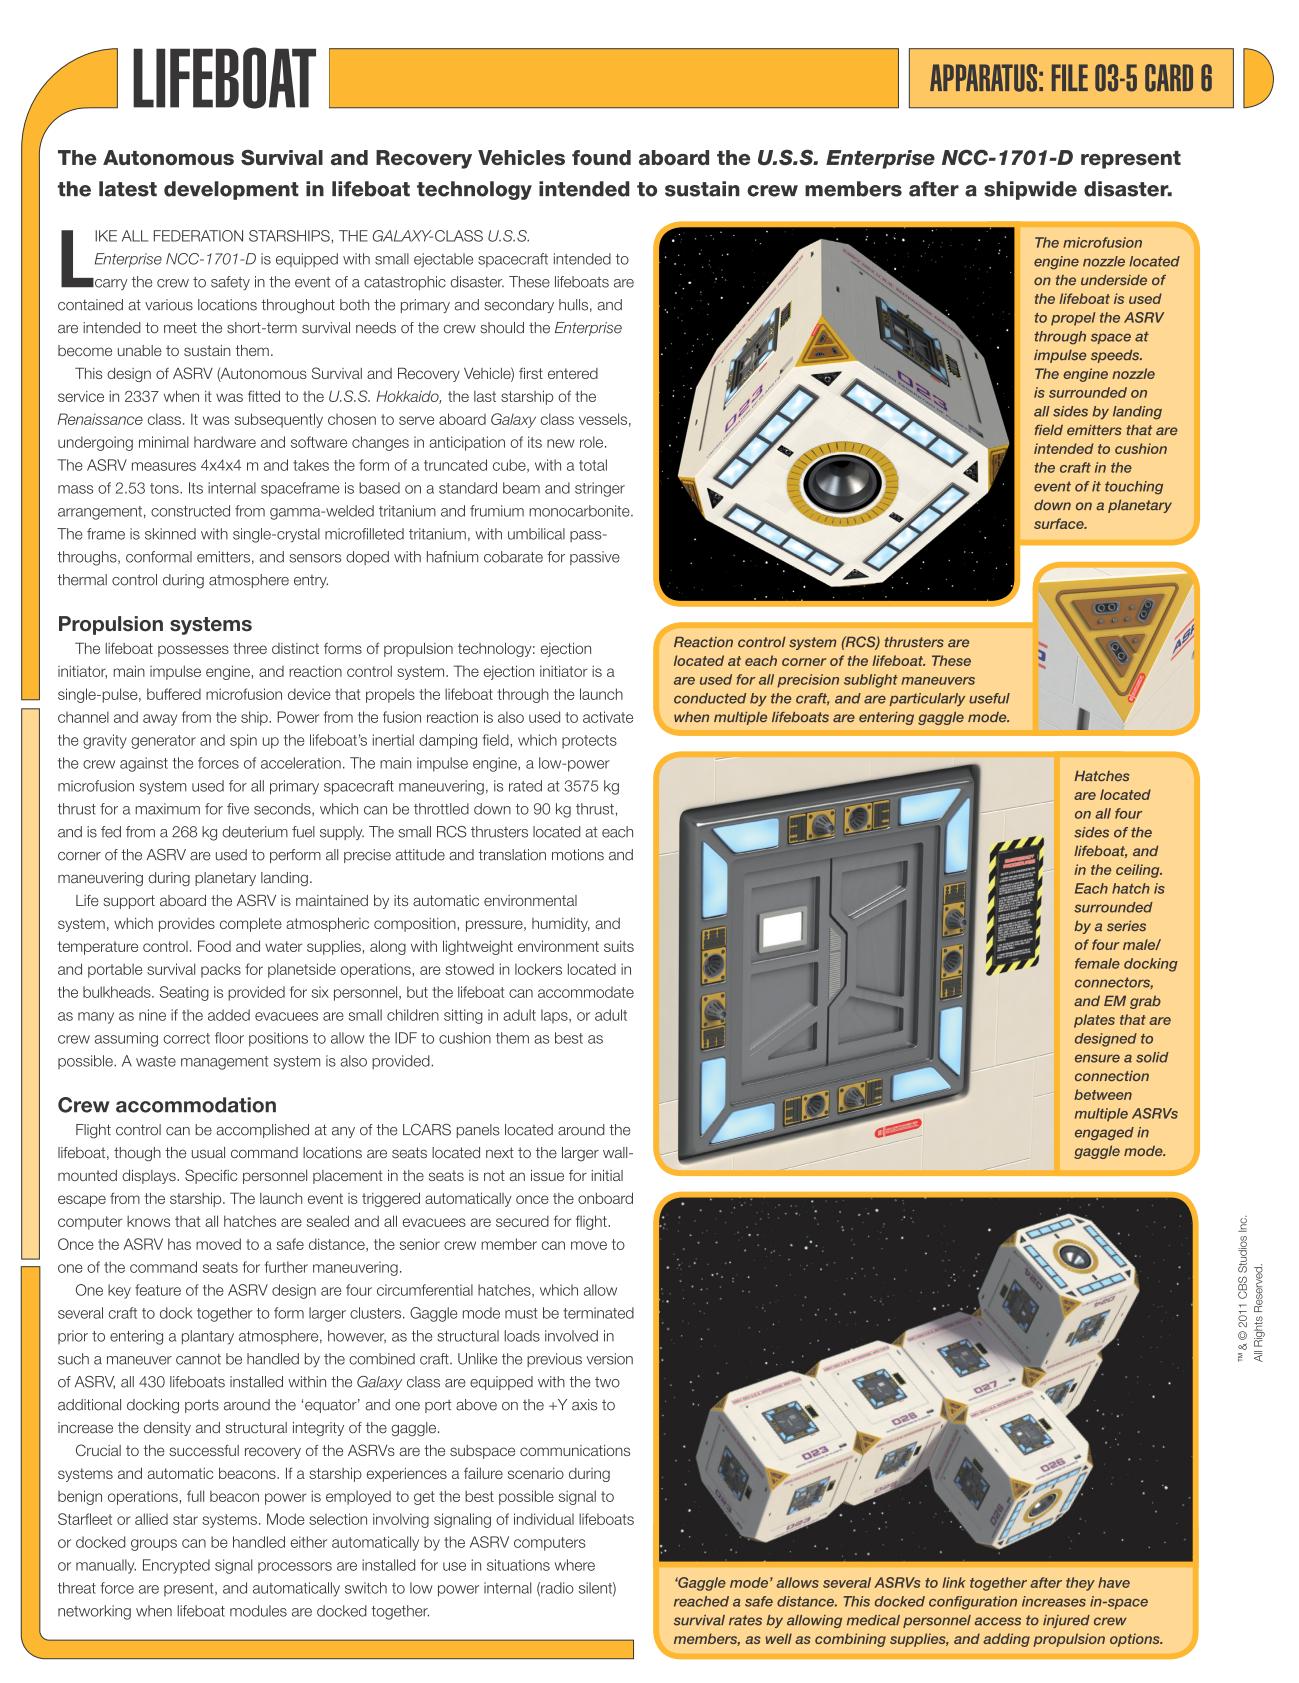 LIFEBOAT
APPARATUS: FILE 03-5 CARD 6
The Autonomous Survival and Recovery Vehicles found aboard the U.S.S. Enterprise NCC-1701-D represent
the latest development in lifeboat technology intended to sustain crew members after a shipwide disaster.
LIKE ALL FEDERATION STARSHIPS, THE GALAXY-CLASS U.S.S.
Enterprise NCC-1701-D is equipped with small ejectable spacecraft intended to
carry the crew to safety in the event of a catastrophic disaster. These lifeboats are
contained at various locations throughout both the primary and secondary hulls, and
are intended to meet the short-term survival needs of the crew should the Enterprise
become unable to sustain them.
This design of ASRV (Autonomous Survival and Recovery Vehicle) first entered
service in 2337 when it was fitted to the U.S.S. Hokkaido, the last starship of the
Renaissance class. It was subsequently chosen to serve aboard Galaxy class vessels,
undergoing minimal hardware and software changes in anticipation of its new role.
The ASRV measures 4x4x4 m and takes the form of a truncated cube, with a total
mass of 2.53 tons. Its internal spaceframe is based on a standard beam and stringer
arrangement, constructed from gamma-welded tritanium and frumium monocarbonite.
The frame is skinned with single-crystal microfilleted tritanium, with umbilical pass-
throughs, conformal emitters, and sensors doped with hafnium cobarate for passive
thermal control during atmosphere entry.
Propulsion systems
The lifeboat possesses three distinct forms of propulsion technology: ejection
initiator, main impulse engine, and reaction control system. The ejection initiator is a
single-pulse, buffered microfusion device that propels the lifeboat through the launch
channel and away from the ship. Power from the fusion reaction is also used to activate
the gravity generator and spin up the lifeboat's inertial damping field, which protects
the crew against the forces of acceleration. The main impulse engine, a low-power
microfusion system used for all primary spacecraft maneuvering, is rated at 3575 kg
thrust for a maximum for five seconds, which can be throttled down to 90 kg thrust,
and is fed from a 268 kg deuterium fuel supply. The small RCS thrusters located at each
corner of the ASRV are used to perform all precise attitude and translation motions and
maneuvering during planetary landing.
Life support aboard the ASRV is maintained by its automatic environmental
system, which provides complete atmospheric composition, pressure, humidity, and
temperature control. Food and water supplies, along with lightweight environment suits
and portable survival packs for planetside operations, are stowed in lockers located in
the bulkheads. Seating is provided for six personnel, but the lifeboat can accommodate
as many as nine if the added evacuees are small children sitting in adult laps, or adult
crew assuming correct floor positions to allow the IDF to cushion them as best as
possible. A waste management system is also provided.
Crew accommodation
Flight control can be accomplished at any of the LCARS panels located around the
lifeboat, though the usual command locations are seats located next to the larger wall-
mounted displays. Specific personnel placement in the seats is not an issue for initial
escape from the starship. The launch event is triggered automatically once the onboard
computer knows that all hatches are sealed and all evacuees are secured for flight.
Once the ASRV has moved to a safe distance, the senior crew member can move to
one of the command seats for further maneuvering.
One key feature of the ASRV design are four circumferential hatches, which allow
several craft to dock together to form larger clusters. Gaggle mode must be terminated
prior to entering a plantary atmosphere, however, as the structural loads involved in
such a maneuver cannot be handled by the combined craft. Unlike the previous version
of ASRV, all 430 lifeboats installed within the Galaxy class are equipped with the two
additional docking ports around the 'equator' and one port above on the +Y axis to
increase the density and structural integrity of the gaggle.
Crucial to the successful recovery of the ASRVs are the subspace communications
systems and automatic beacons. If a starship experiences a failure scenario during
benign operations, full beacon power is employed to get the best possible signal to
Starfleet or allied star systems. Mode selection involving signaling of individual lifeboats
or docked groups can be handled either automatically by the ASRV computers
or manually. Encrypted signal processors are installed for use in situations where
threat force are present, and automatically switch to low power internal (radio silent)
networking when lifeboat modules are docked together.
023
023
The microfusion
engine nozzle located
on the underside of
the lifeboat is used
to propel the ASRV
through space at
impulse speeds.
The engine nozzle
is surrounded on
all sides by landing
field emitters that are
intended to cushion
the craft in the
event of it touching
down on a planetary
surface.
Reaction control system (RCS) thrusters are
located at each corner of the lifeboat. These
are used for all precision sublight maneuvers
conducted by the craft, and are particularly useful
when multiple lifeboats are entering gaggle mode.
Hatches
are located
on all four
sides of the
lifeboat, and
in the ceiling.
Each hatch is
surrounded
by a series
of four male/
female docking
connectors,
and EM grab
plates that are
designed to
ensure a solid
connection
between
multiple ASRVs
engaged in
gaggle mode.
024
024
027
028
023
023
026
026
'Gaggle mode' allows several ASRVs to link together after they have
reached a safe distance. This docked configuration increases in-space
survival rates by allowing medical personnel access to injured crew
members, as well as combining supplies, and adding propulsion options.
™ & © 2011 CBS Studios Inc.
All Rights Reserved.